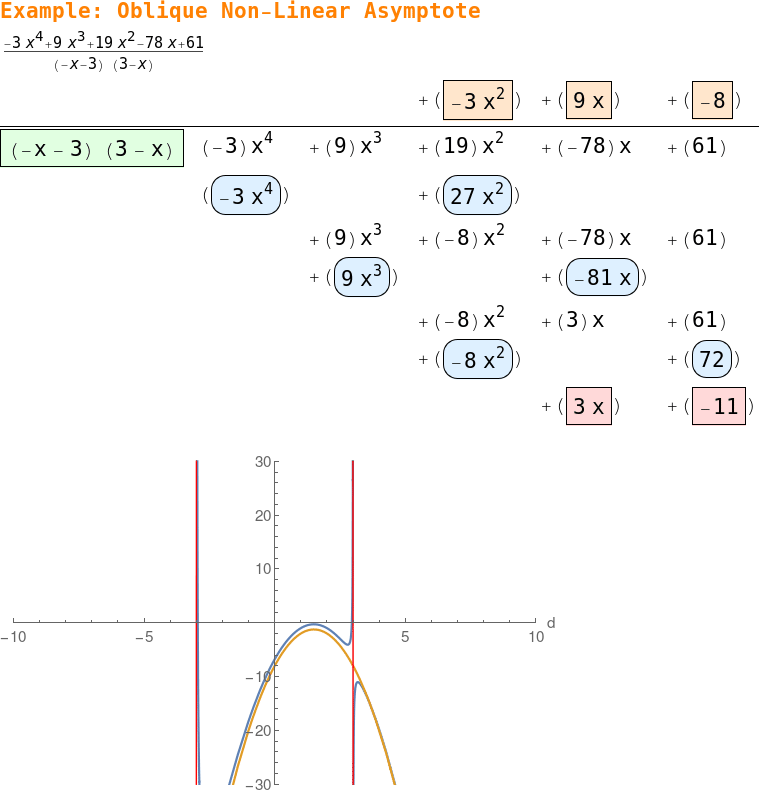 Example: Oblique Non-Linear Asymptote
-3 x^4+9 x^3+19 x^2-78 x+61
(-x-3) (3-x)
+ (-3 x^2) + (9 x) + (-8)
(-x-3) (3-x) (-3) x^4 + (9) x^3 + (19) x^2 + (-78) x + (61)
(-3 x^4) + (27 x^2)
+ (9) x^3 + (-8) x^2 + (-78) x + (61)
+ (9 x^3) + (-81 x)
+ (-8) x^2 + (3) x + (61)
+ (-8 x^2) + (72)
+ (3 x) + (-11)
30
20
10
-10 -5 5 10 d
-10
-20
-30